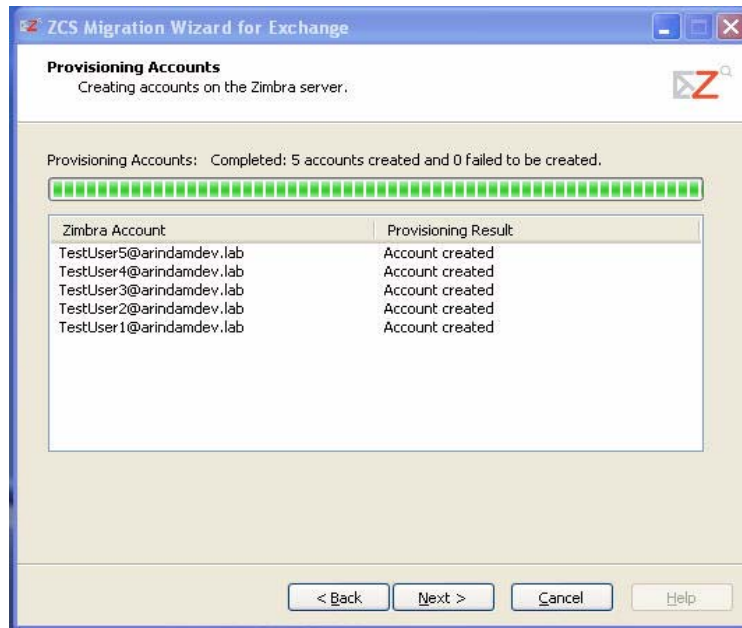 ZCS Migration Wizard for Exchange
Provisioning Accounts
Creating accounts on the Zimbra server.
Provisioning Accounts: Completed: 5 accounts created and 0 failed to be created.
Zimbra Account Provisioning Result
TestUser5@arindamdev.lab Account created
TestUser4@arindamdev.lab Account created
TestUser3@arindamdev.lab Account created
TestUser2@arindamdev.lab Account created
TestUser1@arindamdev.lab Account created
< Back Next > Cancel Help